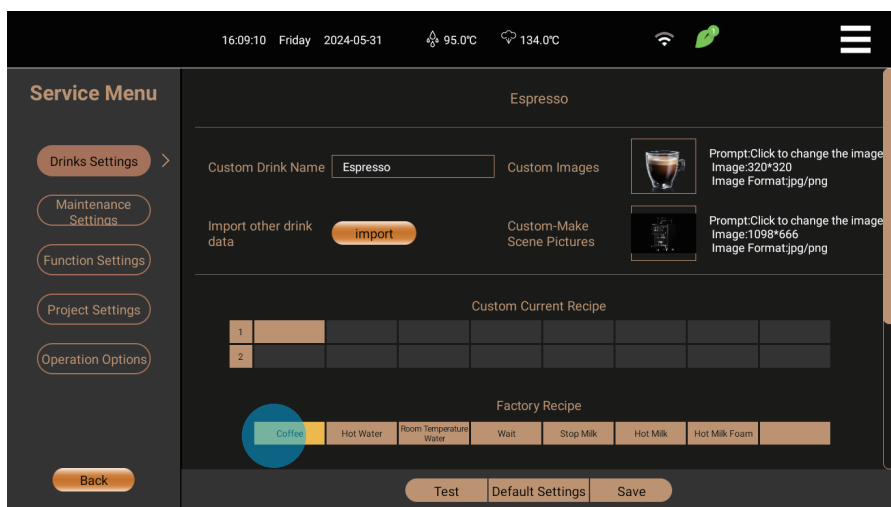 16:09:10 Friday 2024-05-31 95.0℃ 134.0℃ 1
Service Menu
Espresso
Drinks Settings
Maintenance
Settings
Function Settings
Project Settings
Operation Options
Back
Custom Drink Name Espresso
Custom Images
Prompt:Click to change the image
Image:320*320
Image Format:jpg/png
Import other drink
data
import
Custom-Make
Scene Pictures
Prompt:Click to change the image
Image:1098*666
Image Format:jpg/png
Custom Current Recipe
1
2
Factory Recipe
Coffee Hot Water Room Temperature Water Wait Stop Milk Hot Milk Hot Milk Foam
Test Default Settings Save